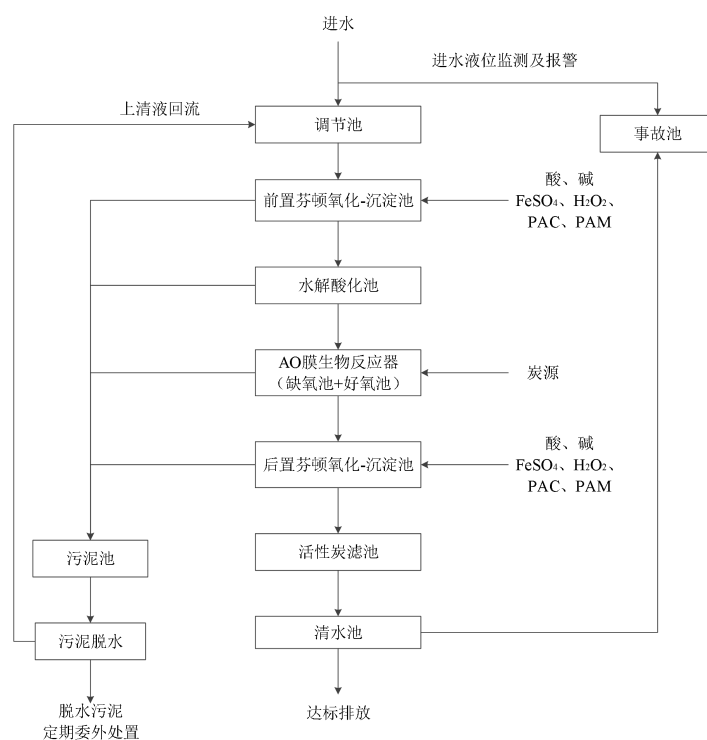 进水
进水液位监测及报警
上清液回流
调节池
事故池
前置芬顿氧化-沉淀池
酸、碱
FeSO4、H2O2、
PAC、PAM
水解酸化池
AO膜生物反应器
（缺氧池+好氧池）
炭源
后置芬顿氧化-沉淀池
酸、碱
FeSO4、H2O2、
PAC、PAM
污泥池
活性炭滤池
污泥脱水
清水池
脱水污泥
定期委外处置
达标排放